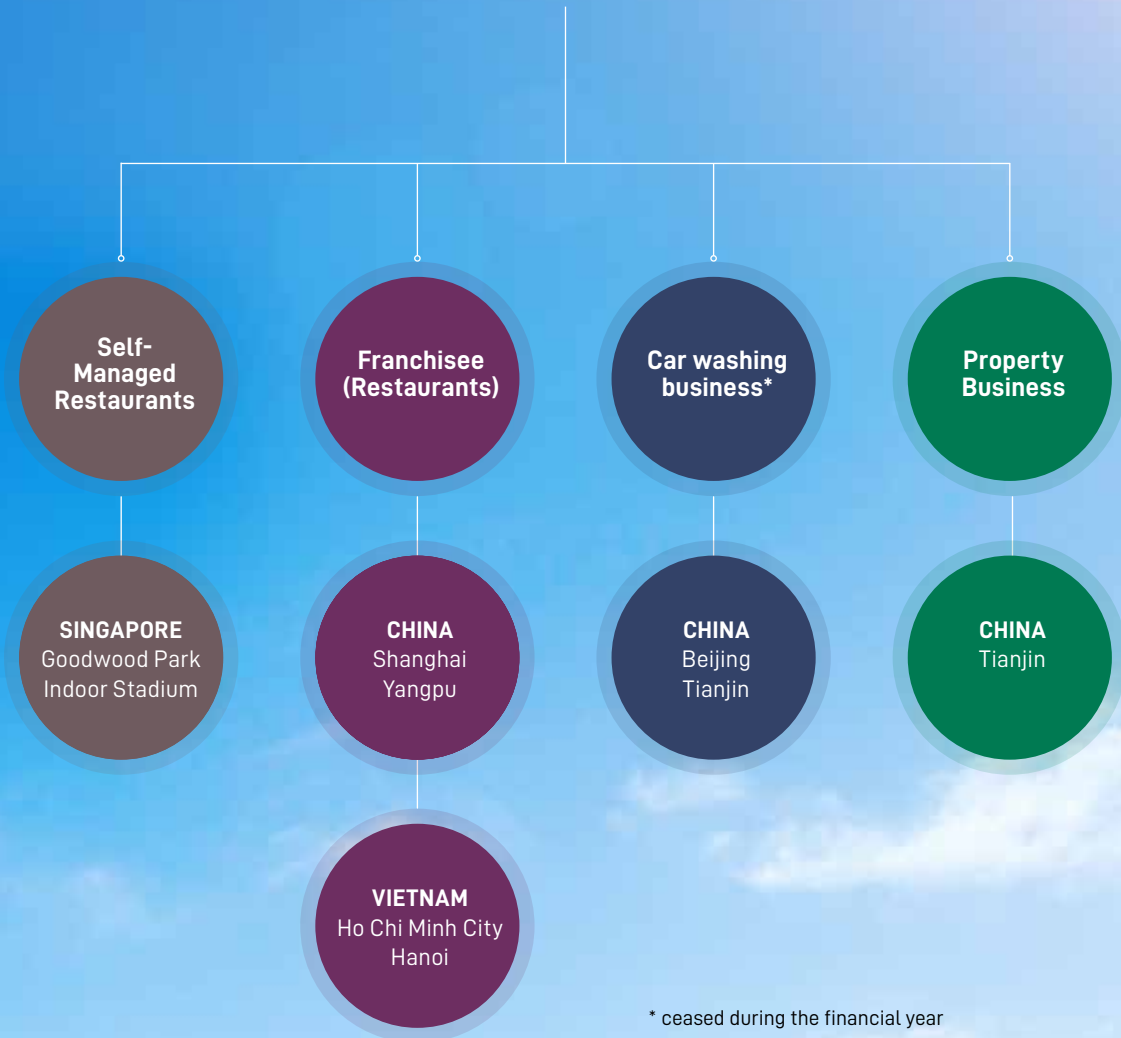 Self-
Managed
Restaurants
Franchisee
(Restaurants)
Car washing
business*
Property
Business
SINGAPORE
Goodwood Park
Indoor Stadium
CHINA
Shanghai
Yangpu
CHINA
Beijing
Tianjin
CHINA
Tianjin
VIETNAM
Ho Chi Minh City
Hanoi
* ceased during the financial year